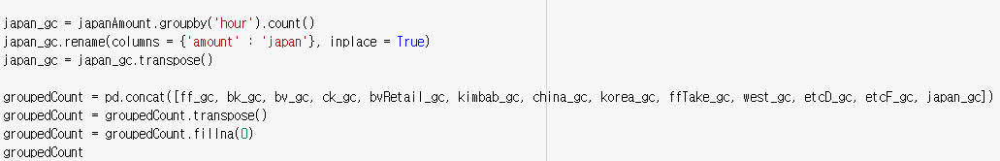 japan_gc = japanAmount.groupby('hour').count()
japan_gc.rename(columns = {'amount' : 'japan'}, inplace = True)
japan_gc = japan_gc.transpose()
groupedCount = pd.concat([ff_gc, bk_gc, bv_gc, ck_gc, bvRetail_gc, kimbab_gc, china_gc, korea_gc, ffTake_gc, west_gc, etcD_gc, etcF_gc, japan_gc])
groupedCount = groupedCount.transpose()
groupedCount = groupedCount.fillna(0)
groupedCount